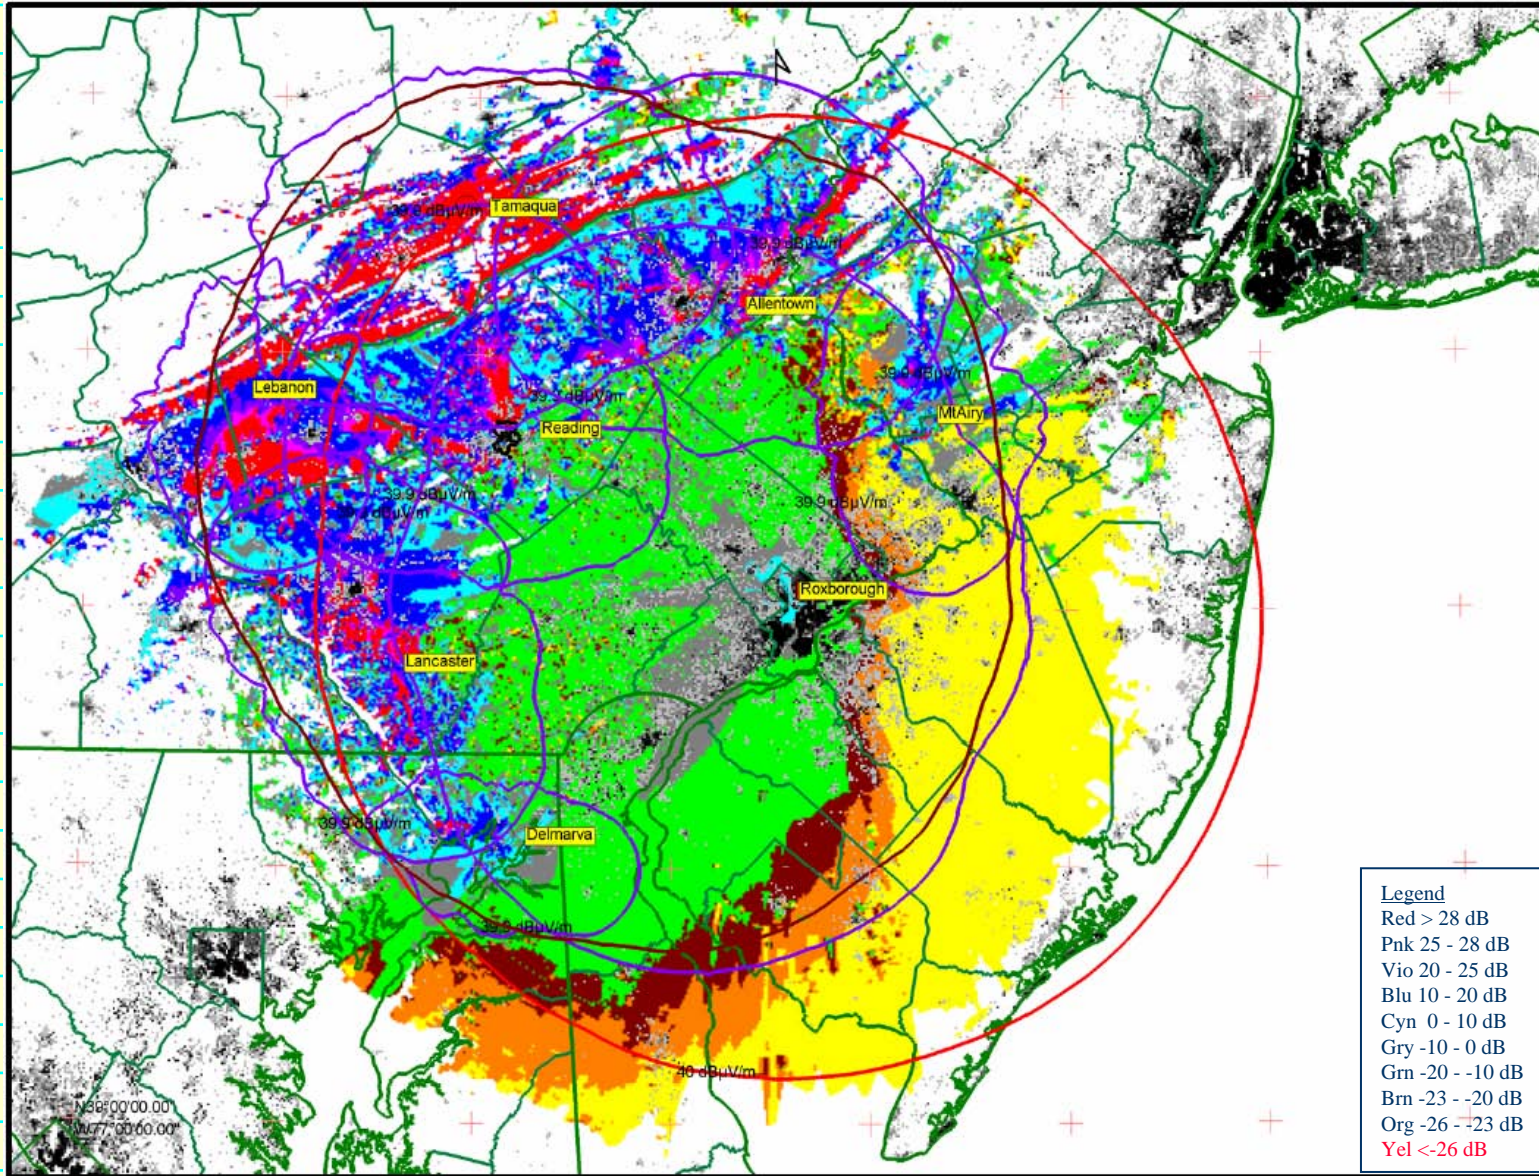 39.8 dBµV/m
Tamaqua
39.9 dBµV/m
Allentown
39.9 dBµV/m
Lebanon
39.9 dBµV/m
MtAiry
Reading
39.9 dBµV/m
39.9 dBµV/m
dBµV/m
Roxborough
Lancaster
39.9 dBµV/m
Delmarva
39.9 dBµV/m
40 dBµV/m
N39°00'00.00"
W77°00'00.00"
Legend
Red > 28 dB
Pnk 25 - 28 dB
Vio 20 - 25 dB
Blu 10 - 20 dB
Cyn 0 - 10 dB
Gry -10 - 0 dB
Grn -20 - -10 dB
Brn -23 - -20 dB
Org -26 - -23 dB
Yel <-26 dB